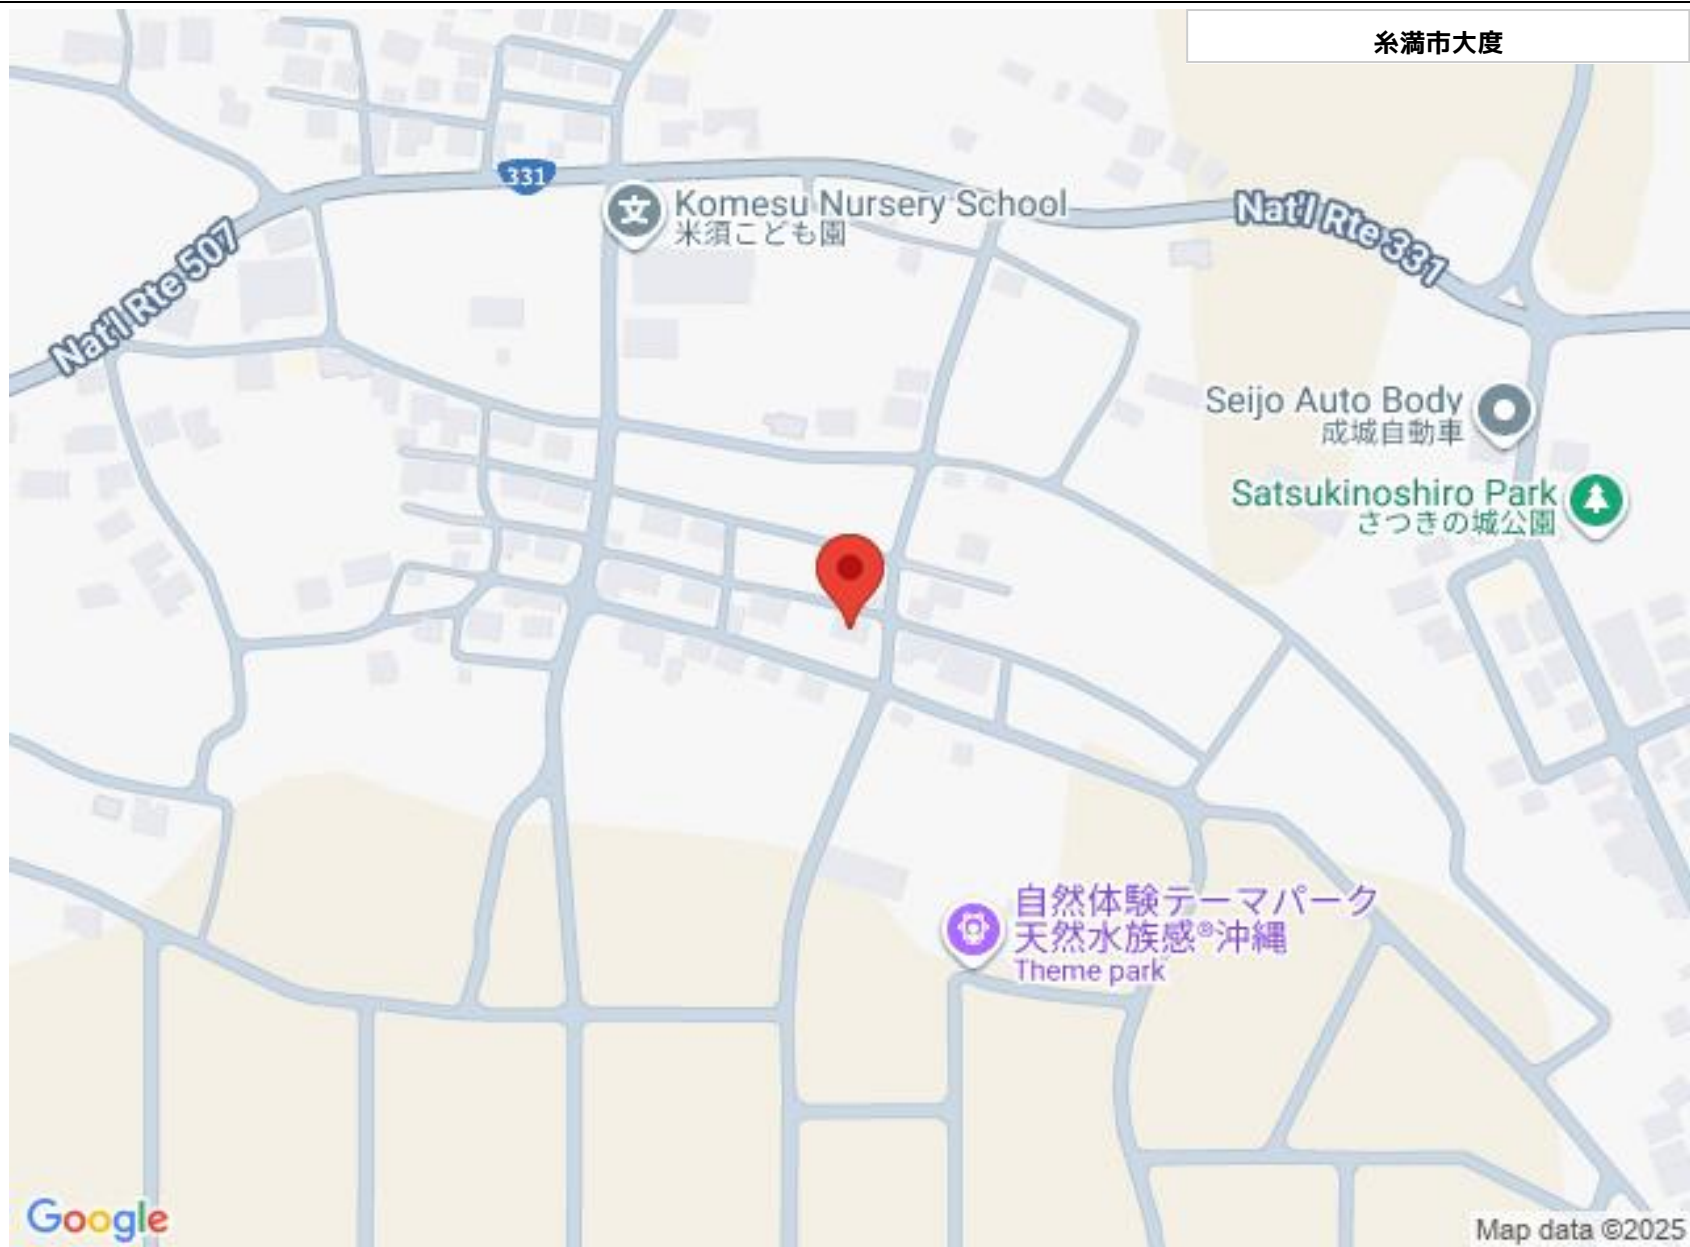 糸満市大度
331
Komesu Nursery School
米須こども園
Nat'l Rte 331
Nat'l Rte 507
Seijo Auto Body
成城自動車
Satsukinoshiro Park
さつきの城公園
自然体験テーマパーク
天然水族感®沖縄
Theme park
Google
Map data ©2025